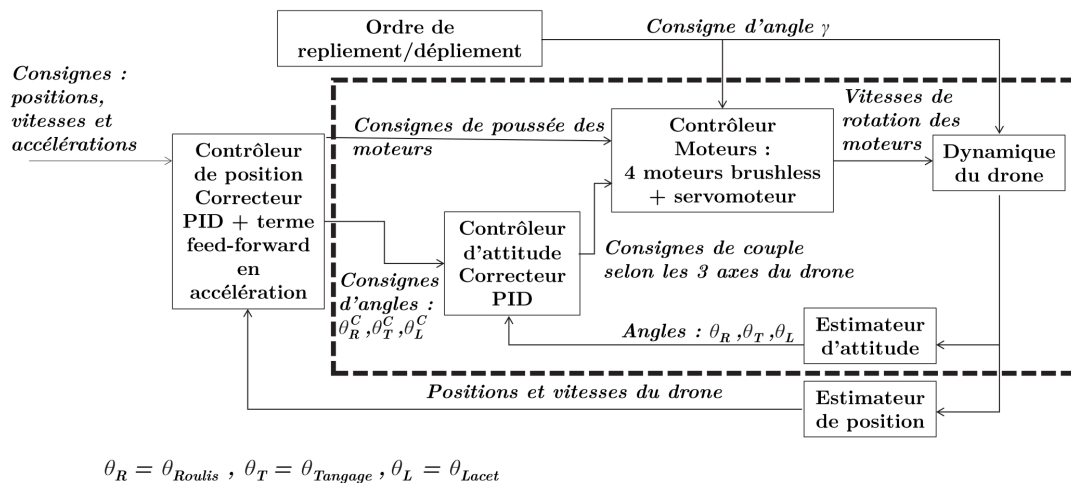 Ordre de
repliement/dépliement
Consigne d'angle γ
Consignes :
positions,
vitesses et
accélérations
Contrôleur
de position
Correcteur
PID + terme
feed-forward
en
accélération
Consignes de poussée des
moteurs
Contrôleur
Moteurs :
4 moteurs brushless
+ servomoteur
Vitesses de
rotation des
moteurs
Dynamique
du drone
Consignes
d'angles :
θ_R^C ,θ_T^C ,θ_L^C
Contrôleur
d'attitude
Correcteur
PID
Consignes de couple
selon les 3 axes du drone
Angles : θ_R ,θ_T ,θ_L
Estimateur
d'attitude
Positions et vitesses du drone
Estimateur
de position
θ_R = θ_Roulis , θ_T = θ_Tangage , θ_L = θ_Lacet